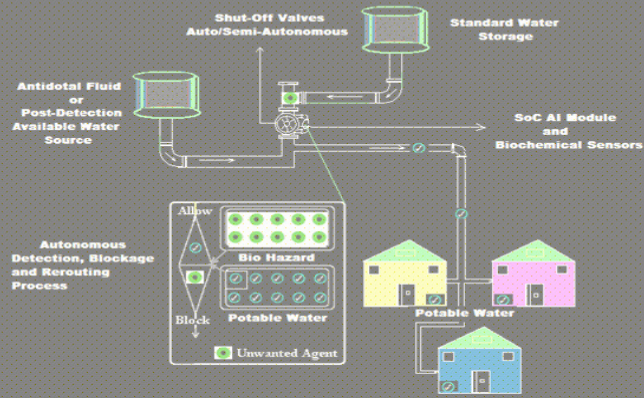 Shut-Off Valves
Auto/Semi-Autonomous
Standard Water
Storage
Antidotal Fluid
or
Post-Detection
Available Water
Source
SoC AI Module
and
Biochemical Sensors
Allow
Bio Hazard
Autonomous
Detection, Blockage
and Rerouting
Process
Block
Potable Water
Unwanted Agent
Potable Water